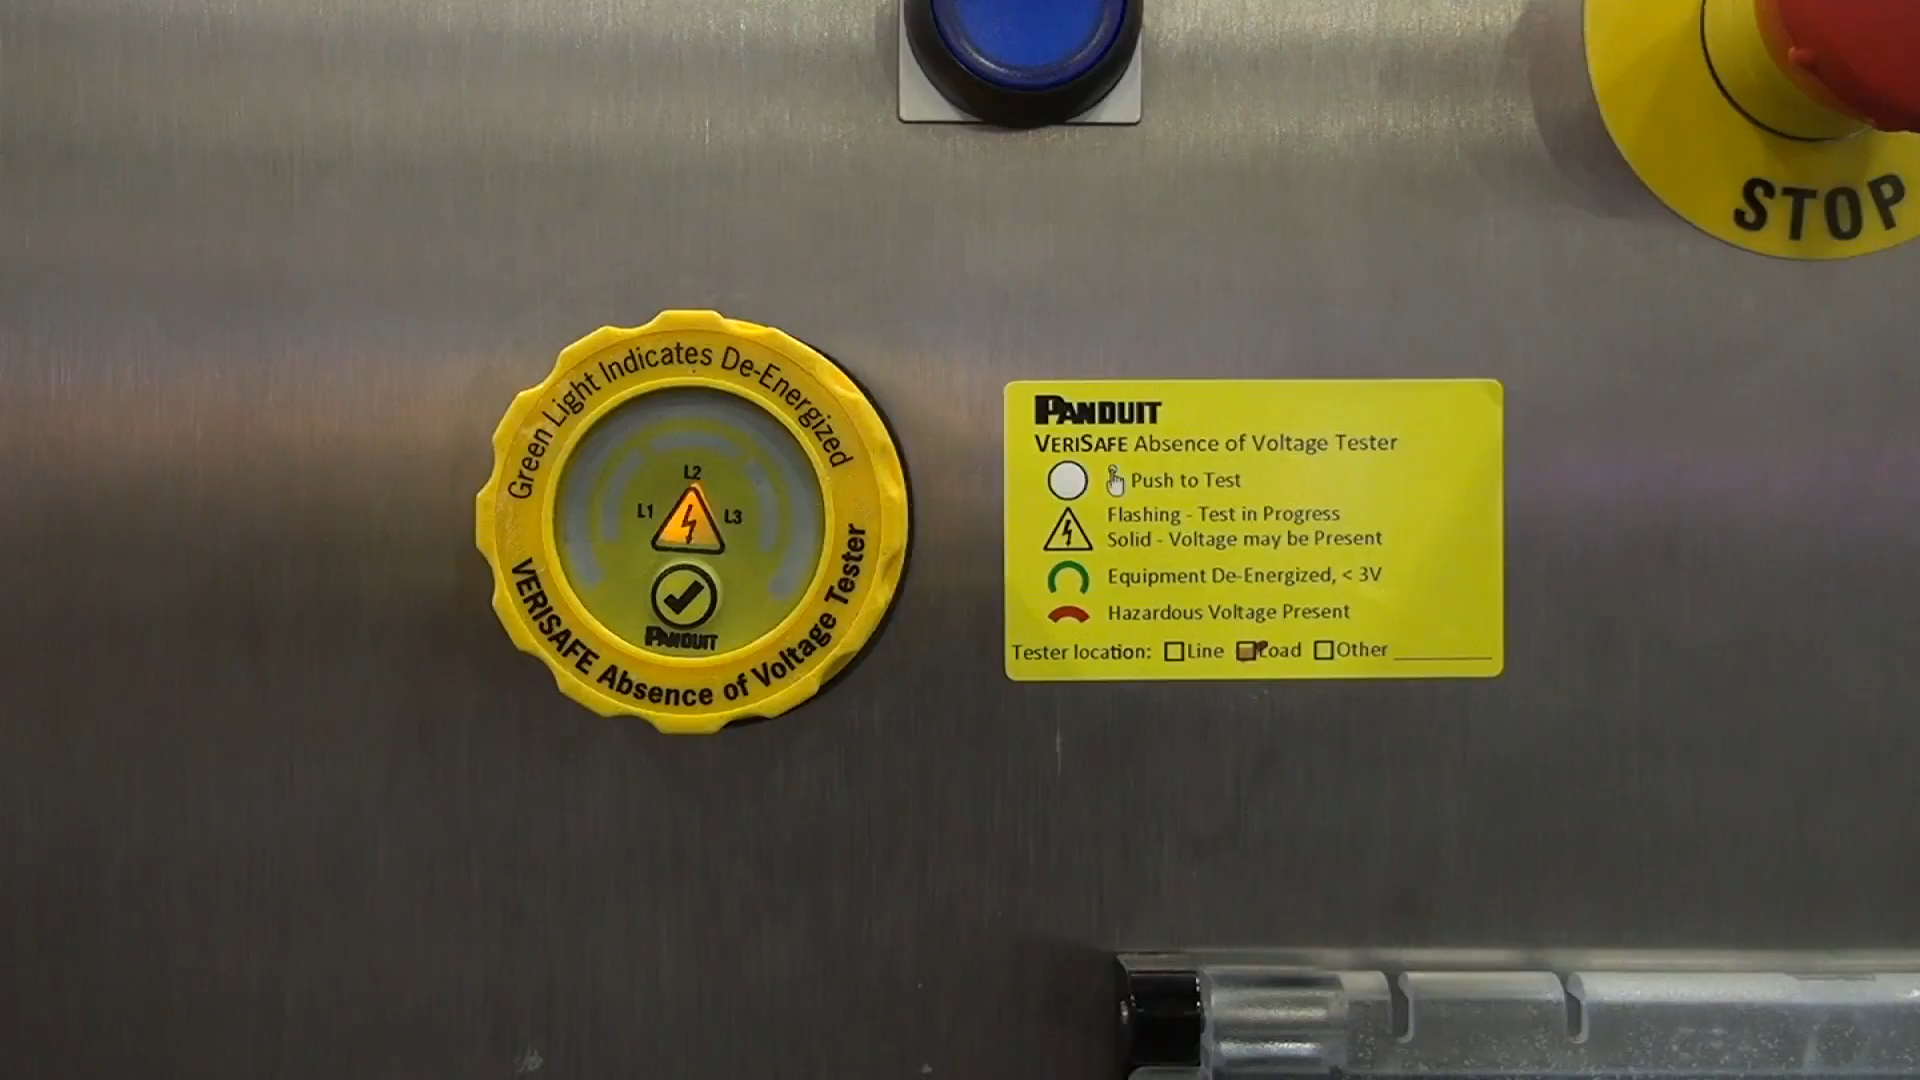 STOP
Green Light Indicates De-Energized
L2
L1
L3
PANDUIT
VERISAFE Absence of Voltage Tester
PANDUIT
VERISAFE Absence of Voltage Tester
Push to Test
Flashing - Test in Progress
Solid - Voltage may be Present
Equipment De-Energized, < 3V
Hazardous Voltage Present
Tester location: Line Load Other